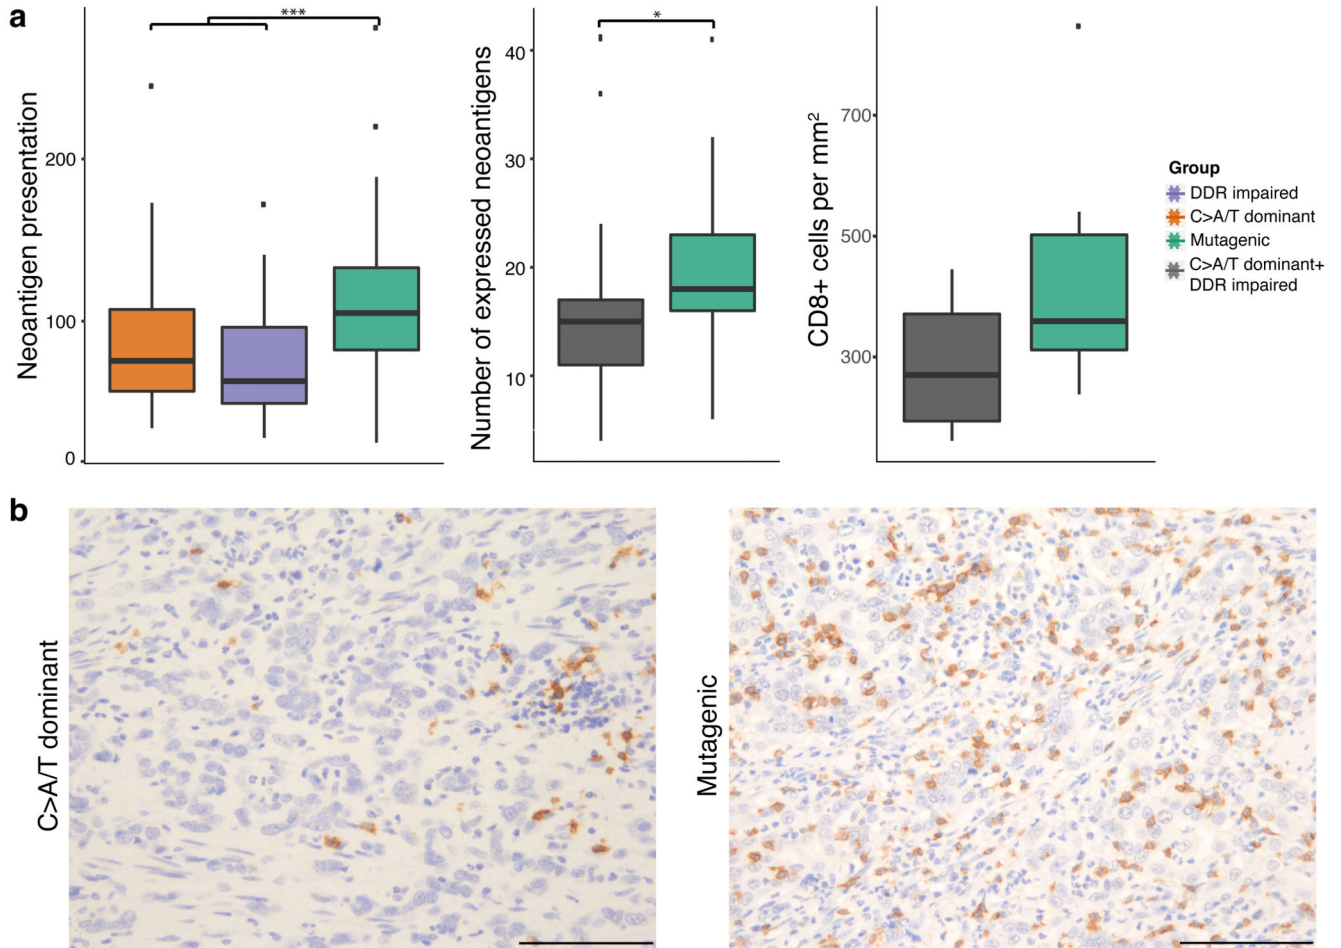 a
***
Neoantigen presentation
200
100
0
*
Number of expressed neoantigens
40
30
20
10
CD8+ cells per mm²
700
500
300
Group
DDR impaired
C>A/T dominant
Mutagenic
C>A/T dominant+
DDR impaired
b
C>A/T dominant
Mutagenic